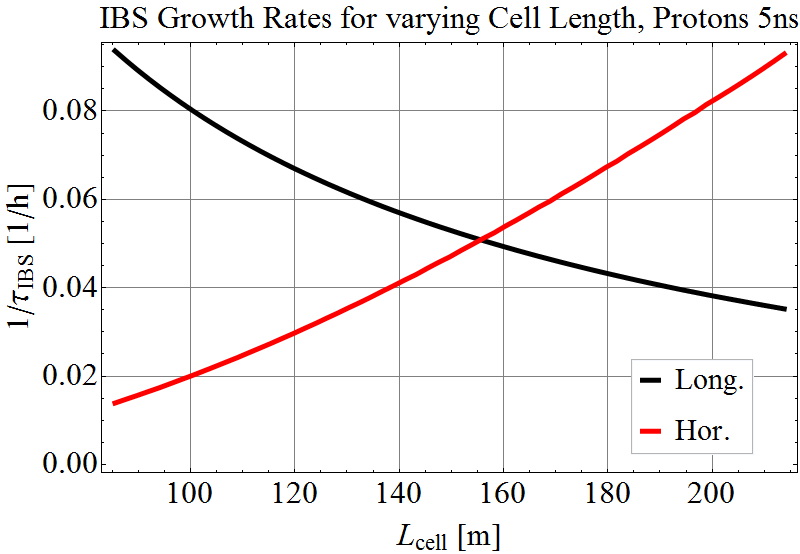 IBS Growth Rates for varying Cell Length, Protons 5ns
1/τIBS [1/h]
0.08
0.06
0.04
0.02
0.00
Long.
Hor.
100 120 140 160 180 200
Lcell [m]